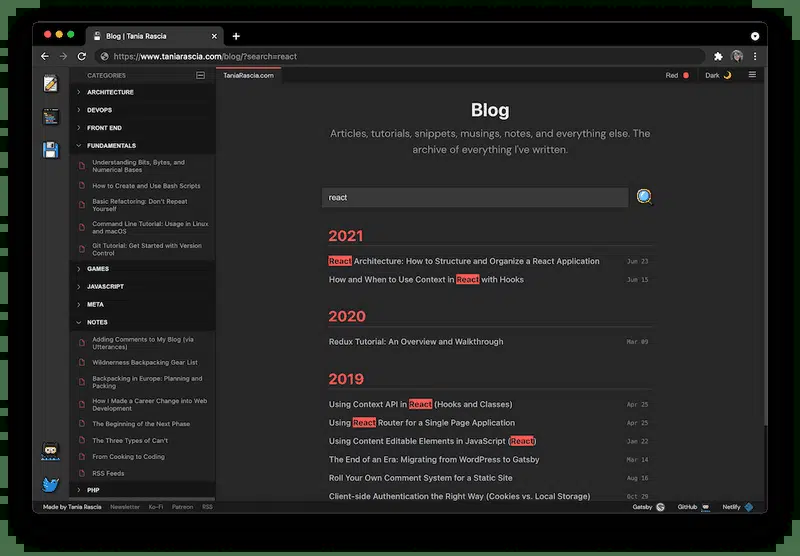 Blog | Tania Rascia
https://www.taniarascia.com/blog/?search=react
CATEGORIES
ARCHITECTURE
DEVOPS
FRONT END
FUNDAMENTALS
Understanding Bits, Bytes, and
Numerical Bases
How to Create and Use Bash Scripts
Basic Refactoring: Don't Repeat
Yourself
Command Line Tutorial: Usage in Linux
and macOS
Git Tutorial: Get Started with Version
Control
GAMES
JAVASCRIPT
META
NOTES
Adding Comments to My Blog (via
Utterances)
Wildnerness Backpacking Gear List
Backpacking in Europe: Planning and
Packing
How I Made a Career Change into Web
Development
The Beginning of the Next Phase
The Three Types of Can't
From Cooking to Coding
RSS Feeds
PHP
TaniaRascia.com
Red
Dark
Blog
Articles, tutorials, snippets, musings, notes, and everything else. The
archive of everything I've written.
react
2021
React Architecture: How to Structure and Organize a React Application Jun 23
How and When to Use Context in React with Hooks Jun 15
2020
Redux Tutorial: An Overview and Walkthrough Mar 09
2019
Using Context API in React (Hooks and Classes) Apr 25
Using React Router for a Single Page Application Apr 25
Using Content Editable Elements in JavaScript (React) Jan 22
The End of an Era: Migrating from WordPress to Gatsby Mar 14
Roll Your Own Comment System for a Static Site Aug 16
Client-side Authentication the Right Way (Cookies vs. Local Storage) Oct 29
Made by Tania Rascia Newsletter Ko-Fi Patreon RSS
Gatsby GitHub Netlify